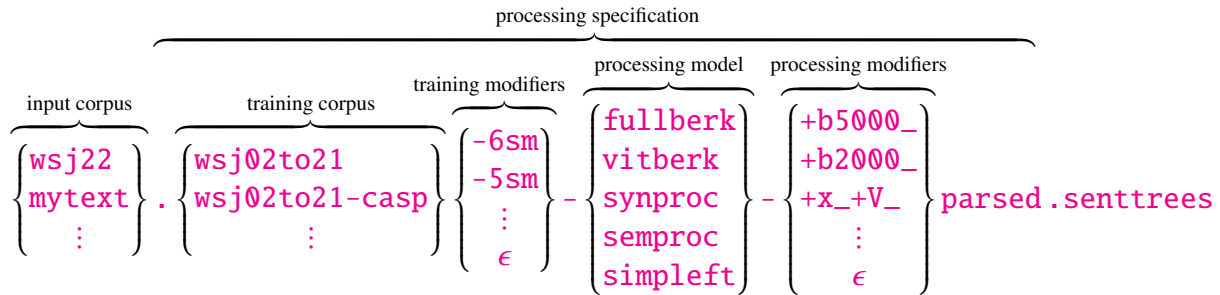 processing specification
input corpus
training corpus
training modifiers
processing model
processing modifiers
wsj22
mytext
⋮
.
wsj02to21
wsj02to21-casp
⋮
-6sm
-5sm
⋮
ϵ
-
fullberk
vitberk
synproc
semproc
simpleft
-
+b5000_
+b2000_
+x_+V_
⋮
ϵ
parsed.senttrees